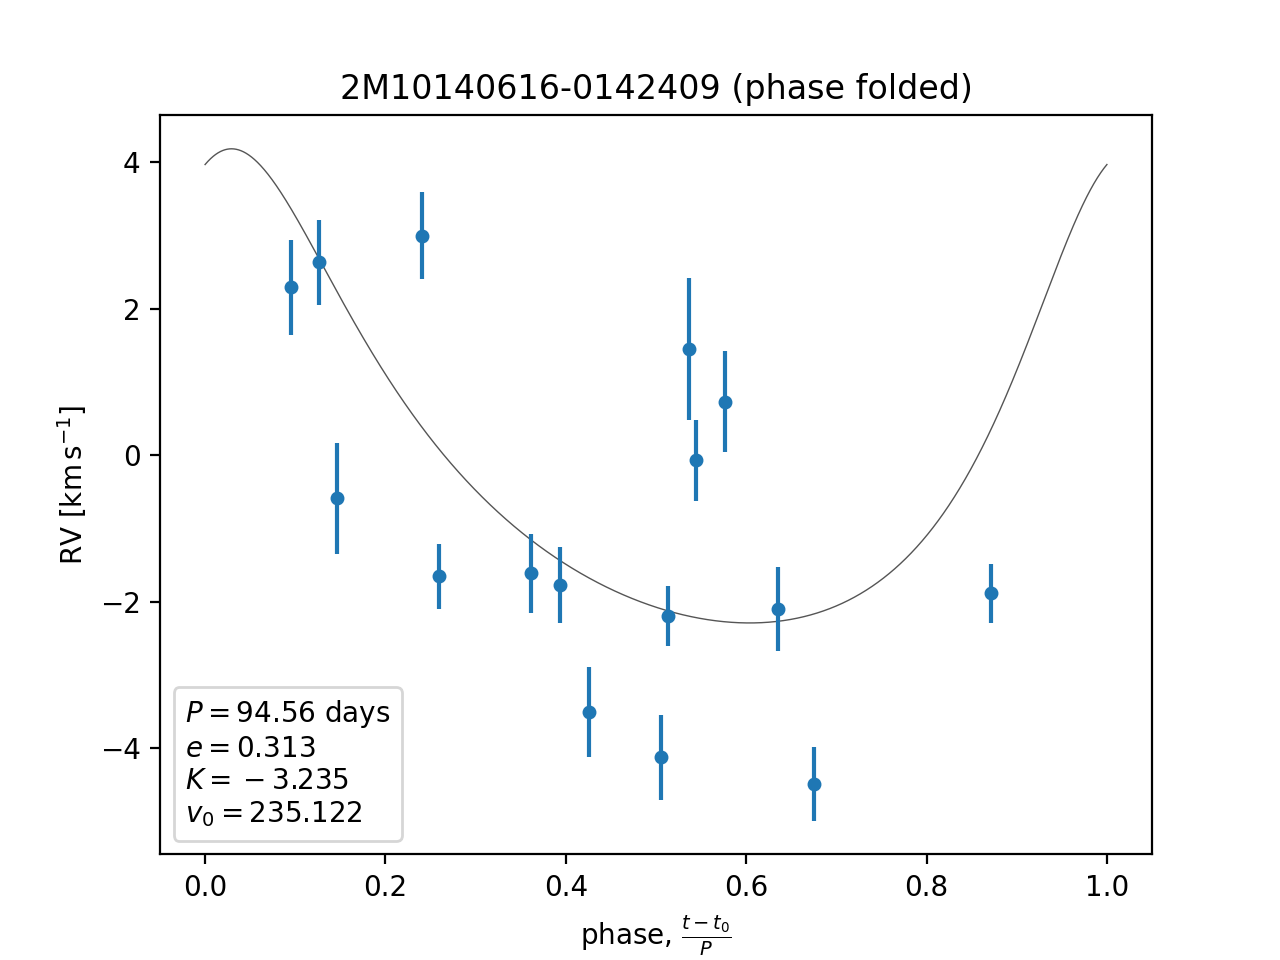 2M10140616-0142409 (phase folded)
RV [km s⁻¹]
4
2
0
−2
−4
P = 94.56 days
e = 0.313
K = −3.235
v₀ = 235.122
0.0 0.2 0.4 0.6 0.8 1.0
phase, (t − t₀)/P